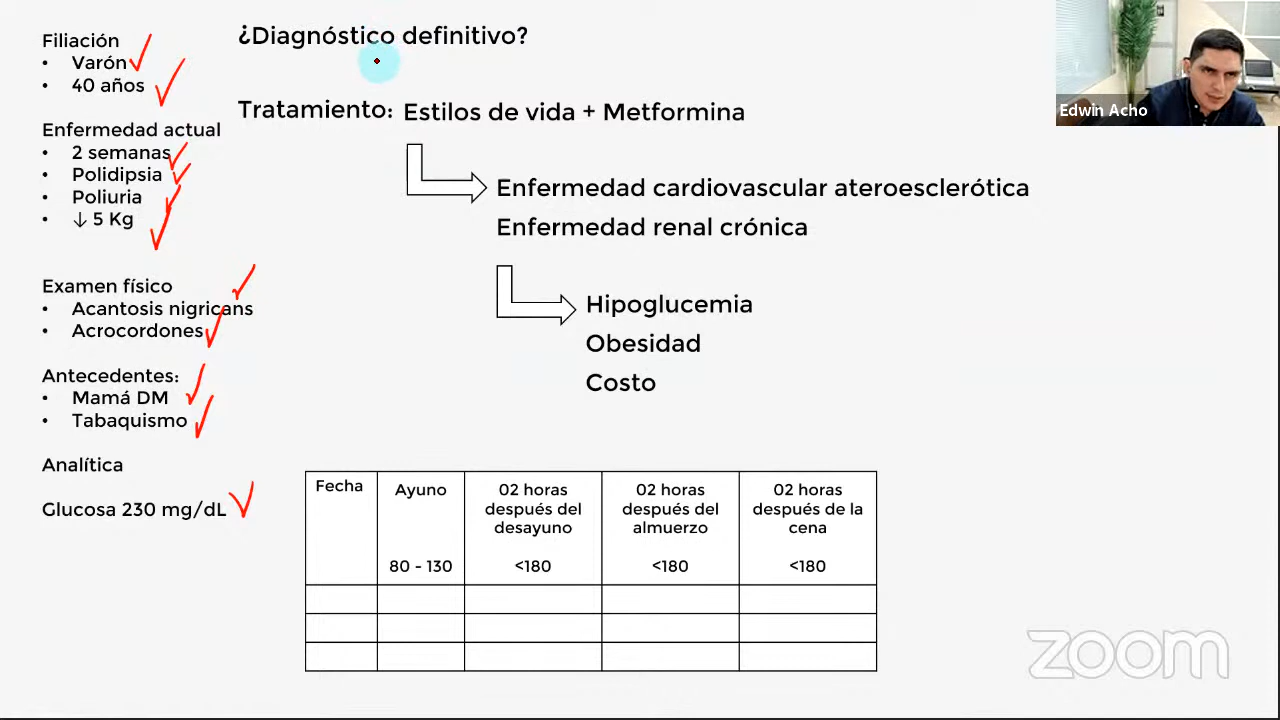 Filiación
• Varón
• 40 años
Enfermedad actual
• 2 semanas
• Polidipsia
• Poliuria
• ↓ 5 Kg
Examen físico
• Acantosis nigricans
• Acrocordones
Antecedentes:
• Mamá DM
• Tabaquismo
Analítica
Glucosa 230 mg/dL
¿Diagnóstico definitivo?
Tratamiento: Estilos de vida + Metformina
Enfermedad cardiovascular ateroesclerótica
Enfermedad renal crónica
Hipoglucemia
Obesidad
Costo
Fecha
Ayuno
80 - 130
02 horas
después del
desayuno
<180
02 horas
después del
almuerzo
<180
02 horas
después de la
cena
<180
Edwin Acho
zoom